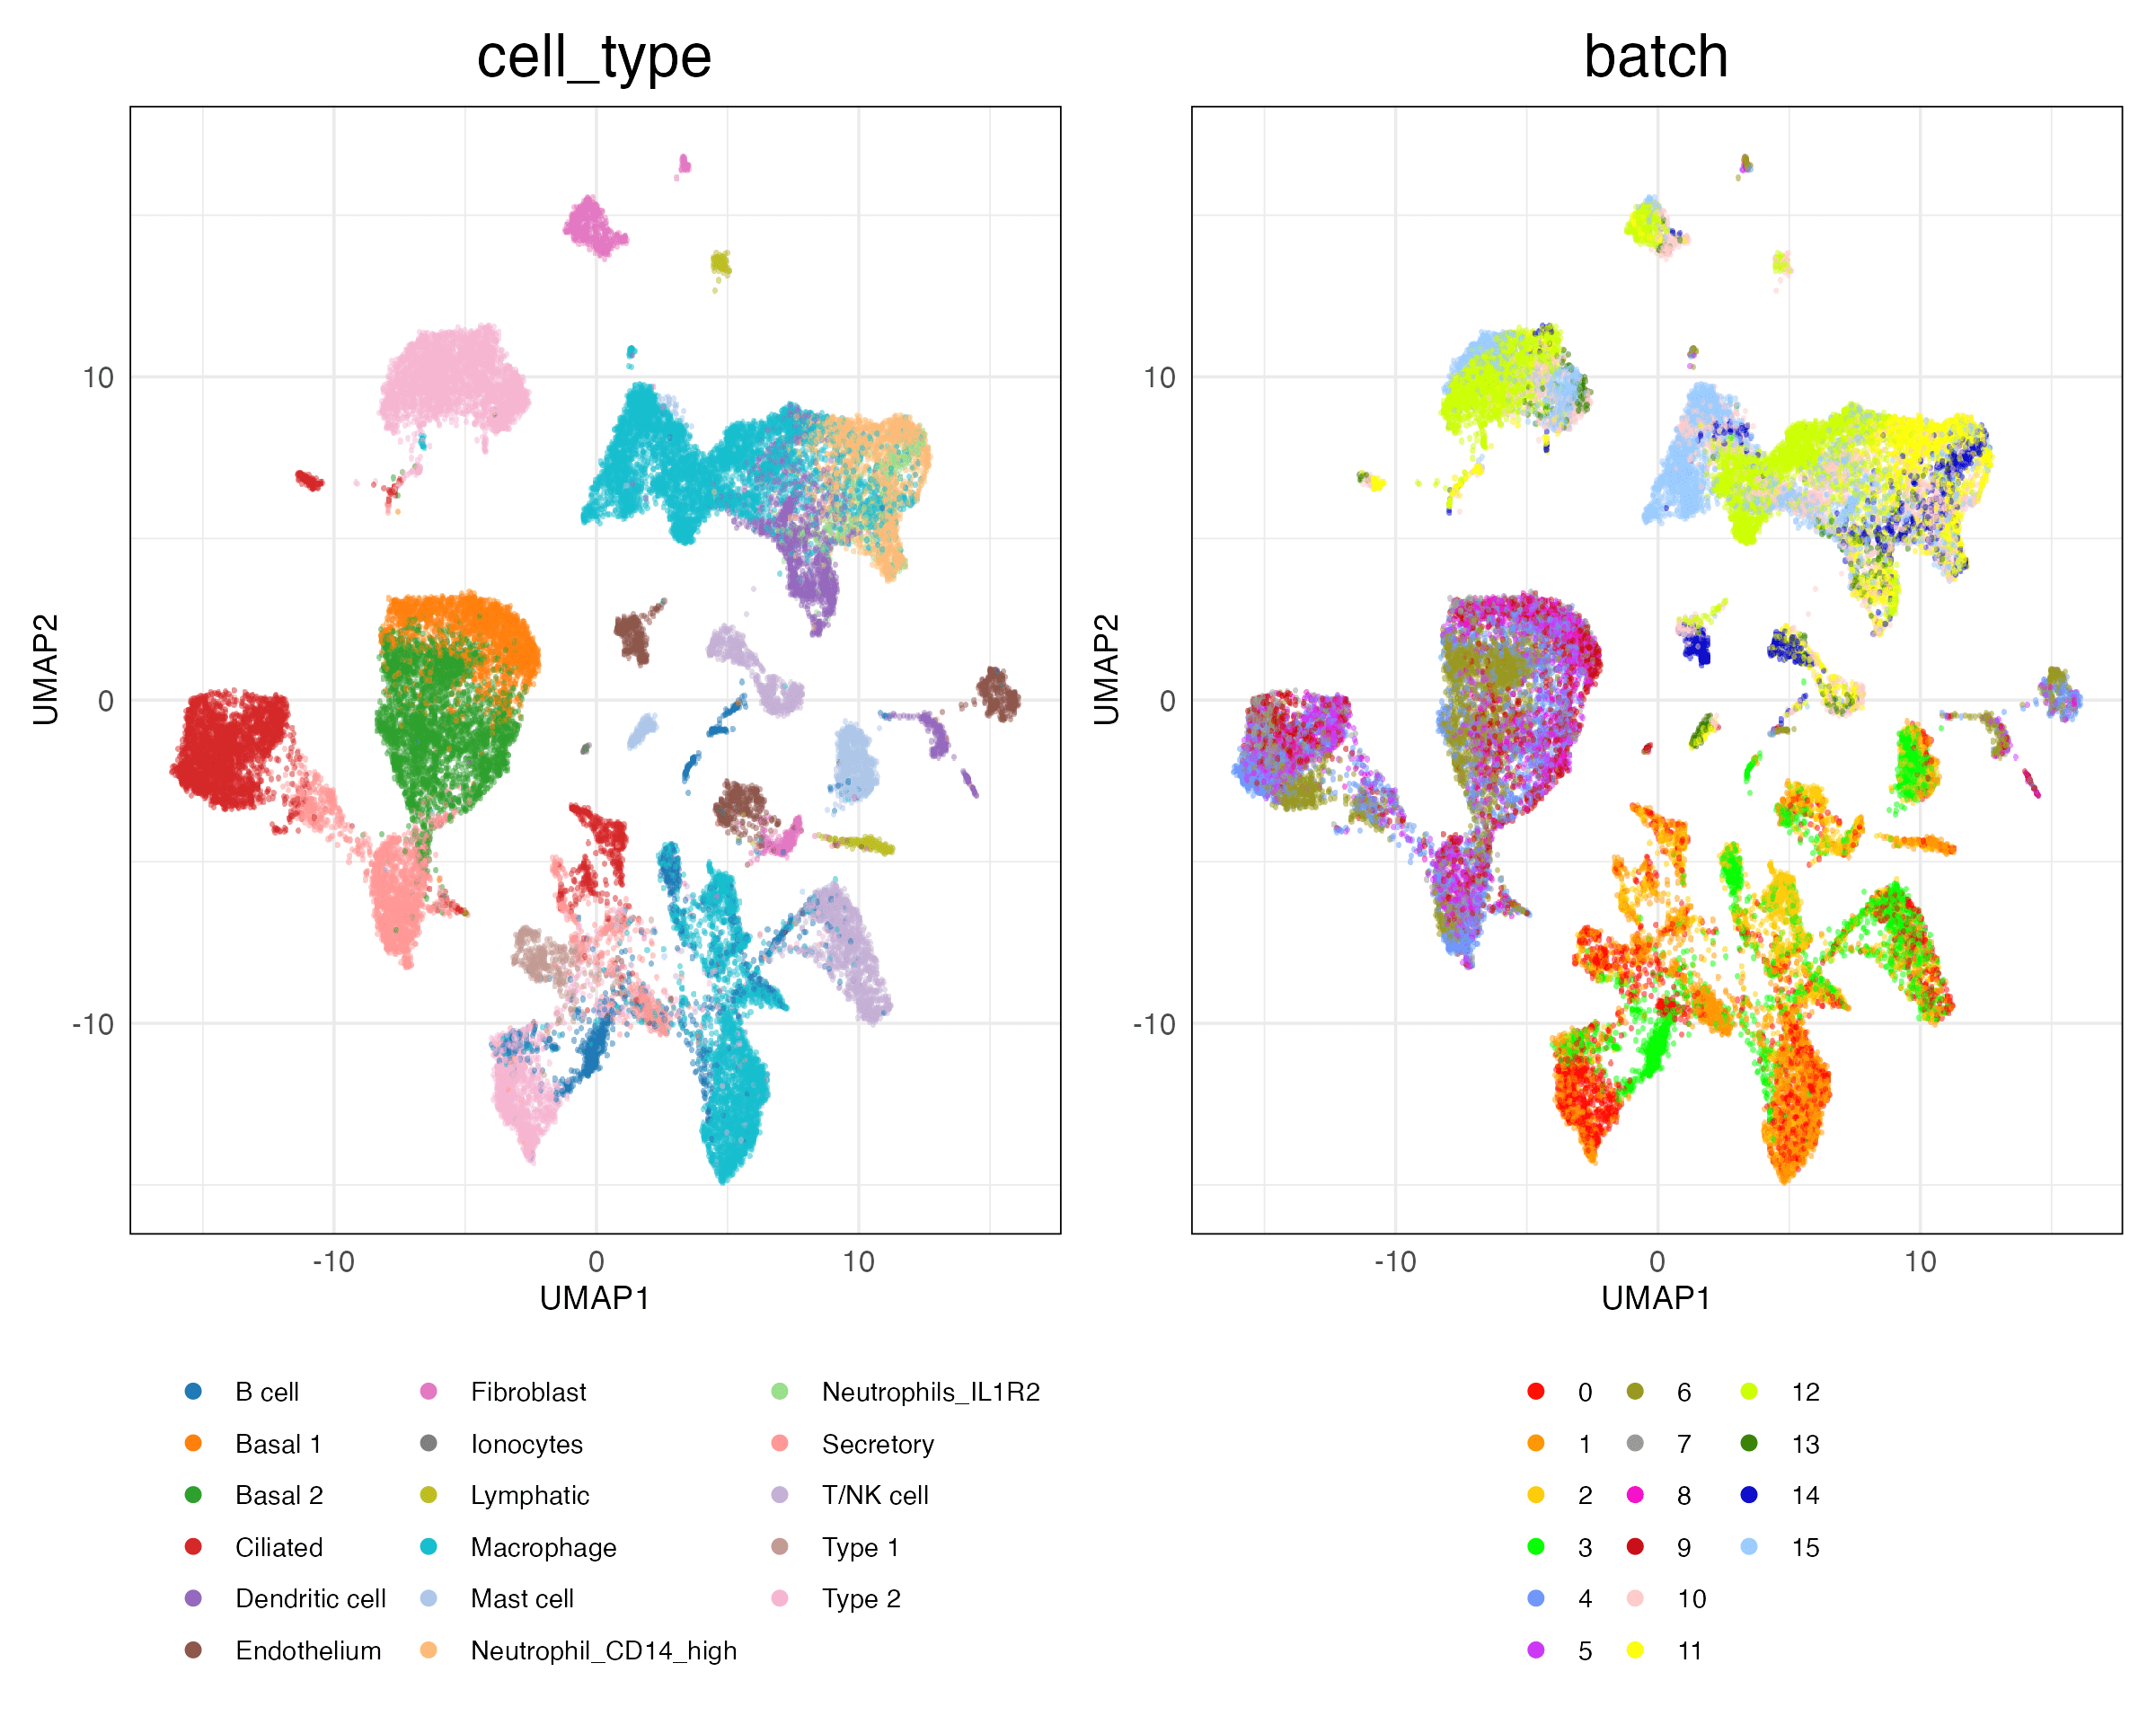 cell_type
batch
10
0
-10
UMAP2
-10
0
10
UMAP1
10
0
-10
UMAP2
-10
0
10
UMAP1
B cell
Basal 1
Basal 2
Ciliated
Dendritic cell
Endothelium
Fibroblast
Ionocytes
Lymphatic
Macrophage
Mast cell
Neutrophil_CD14_high
Neutrophils_IL1R2
Secretory
T/NK cell
Type 1
Type 2
0
1
2
3
4
5
6
7
8
9
10
11
12
13
14
15